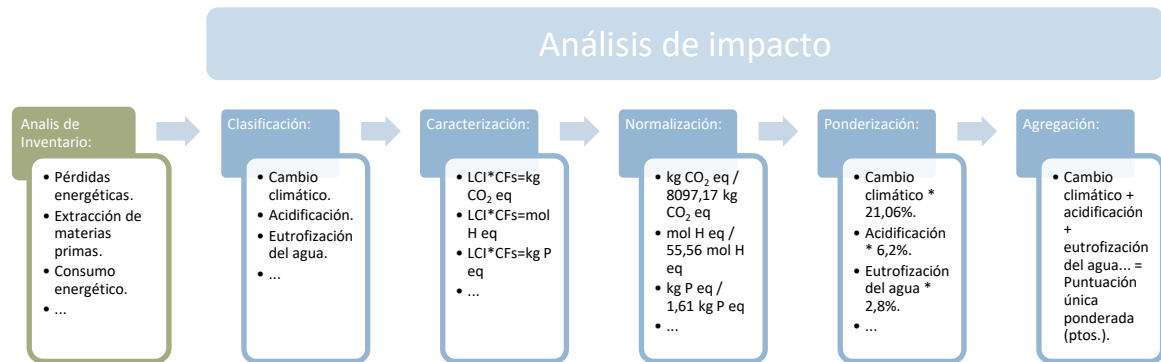 Análisis de impacto
Analis de
Inventario:
• Pérdidas
energéticas.
• Extracción de
materias
primas.
• Consumo
energético.
• ...
Clasificación:
• Cambio
climático.
• Acidificación.
• Eutrofización
del agua.
• ...
Caracterización:
• LCI*CFs=kg
CO₂ eq
• LCI*CFs=mol
H eq
• LCI*CFs=kg P
eq
• ...
Normalización:
• kg CO₂ eq /
8097,17 kg
CO₂ eq
• mol H eq /
55,56 mol H
eq
• kg P eq /
1,61 kg P eq
• ...
Ponderización:
• Cambio
climático *
21,06%.
• Acidificación
* 6,2%.
• Eutrofización
del agua *
2,8%.
• ...
Agregación:
• Cambio
climático +
acidificación
+
eutrofización
del agua... =
Puntuación
única
ponderada
(ptos.).